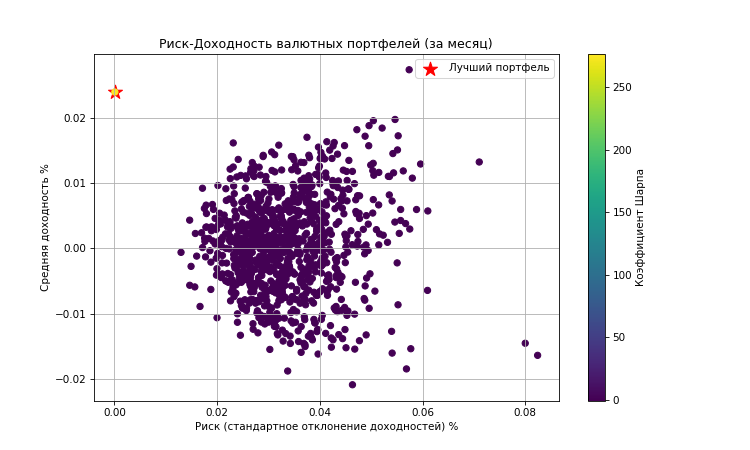 Риск-Доходность валютных портфелей (за месяц)
Лучший портфель
Средняя доходность %
0.02
0.01
0.00
−0.01
−0.02
0.00 0.02 0.04 0.06 0.08
Риск (стандартное отклонение доходностей) %
250
200
150
100
50
0
Коэффициент Шарпа